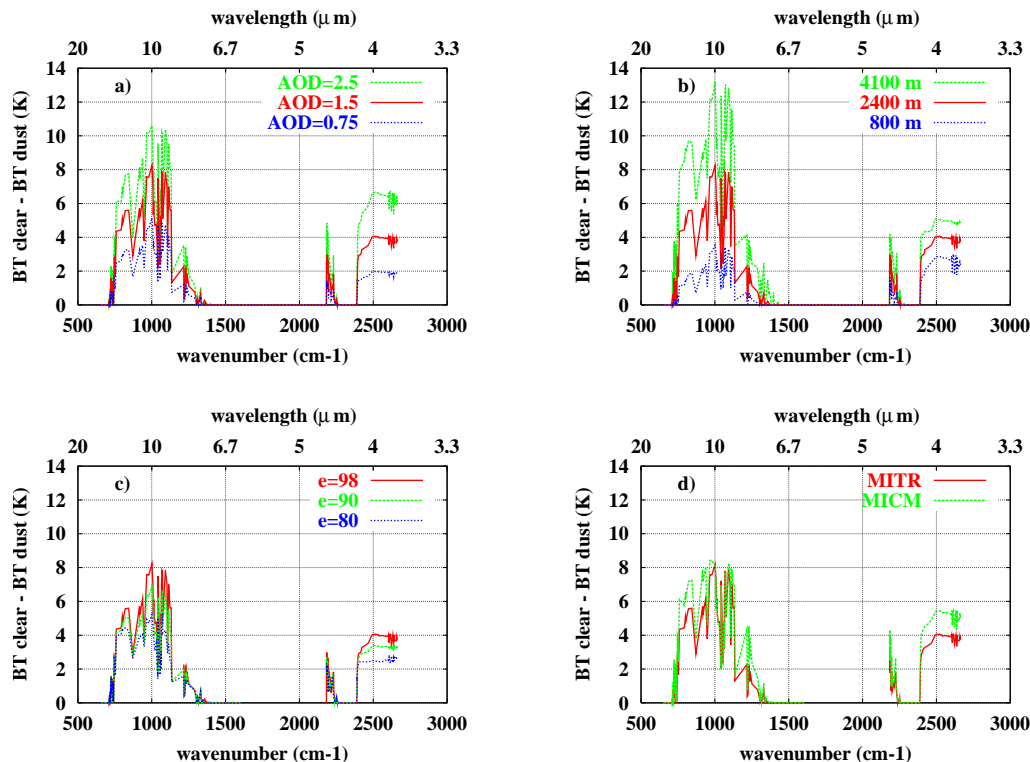 wavelength (μ m)
20 10 6.7 5 4 3.3
14
12
10
8
6
4
2
0
BT clear - BT dust (K)
a)
AOD=2.5
AOD=1.5
AOD=0.75
500 1000 1500 2000 2500 3000
wavenumber (cm-1)
wavelength (μ m)
20 10 6.7 5 4 3.3
14
12
10
8
6
4
2
0
BT clear - BT dust (K)
b)
4100 m
2400 m
800 m
500 1000 1500 2000 2500 3000
wavenumber (cm-1)
wavelength (μ m)
20 10 6.7 5 4 3.3
14
12
10
8
6
4
2
0
BT clear - BT dust (K)
c)
e=98
e=90
e=80
500 1000 1500 2000 2500 3000
wavenumber (cm-1)
wavelength (μ m)
20 10 6.7 5 4 3.3
14
12
10
8
6
4
2
0
BT clear - BT dust (K)
d)
MITR
MICM
500 1000 1500 2000 2500 3000
wavenumber (cm-1)